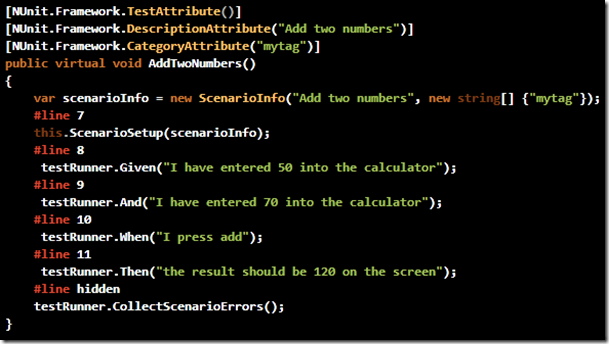 [NUnit.Framework.TestAttribute()]
[NUnit.Framework.DescriptionAttribute("Add two numbers")]
[NUnit.Framework.CategoryAttribute("mytag")]
public virtual void AddTwoNumbers()
{
    var scenarioInfo = new ScenarioInfo("Add two numbers", new string[] {"mytag"});
    #line 7
    this.ScenarioSetup(scenarioInfo);
    #line 8
     testRunner.Given("I have entered 50 into the calculator");
    #line 9
     testRunner.And("I have entered 70 into the calculator");
    #line 10
     testRunner.When("I press add");
    #line 11
     testRunner.Then("the result should be 120 on the screen");
    #line hidden
    testRunner.CollectScenarioErrors();
}